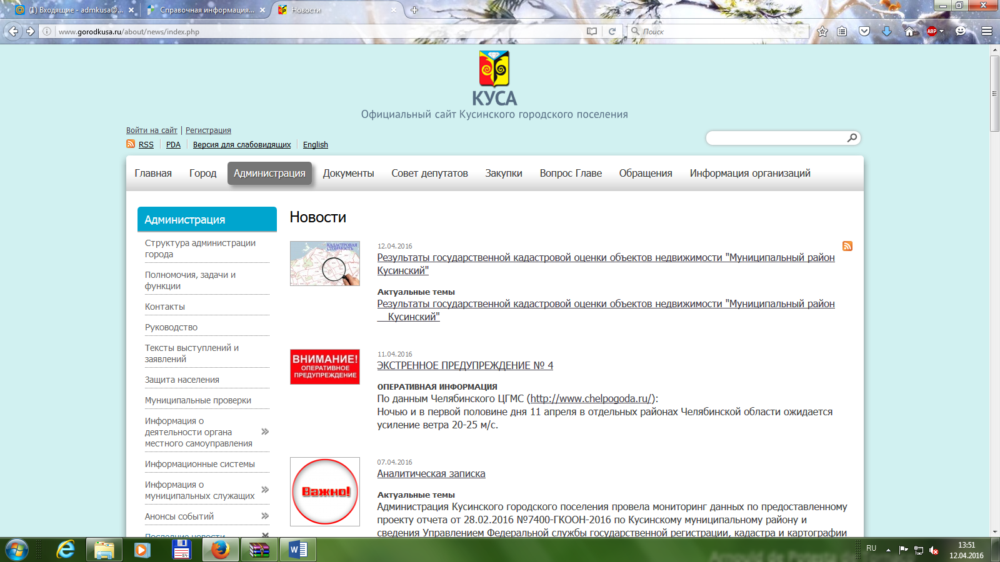 (1) Входящие - admkusa@...
Справочная информация...
Новости
www.gorodkusa.ru/about/news/index.php
Поиск
ABP
КУСА
Официальный сайт Кусинского городского поселения
Войти на сайт | Регистрация
RSS PDA Версия для слабовидящих English
Главная Город Администрация Документы Совет депутатов Закупки Вопрос Главе Обращения Информация организаций
Администрация
Структура администрации
города
Полномочия, задачи и
функции
Контакты
Руководство
Тексты выступлений и
заявлений
Защита населения
Муниципальные проверки
Информация о
деятельности органа
местного самоуправления
Информационные системы
Информация о
муниципальных служащих
Анонсы событий
Последние новости
Новости
КАДАСТРОВАЯ
СТОИМОСТЬ
12.04.2016
Результаты государственной кадастровой оценки объектов недвижимости "Муниципальный район
Кусинский"
Актуальные темы
Результаты государственной кадастровой оценки объектов недвижимости "Муниципальный район
__Кусинский"
ВНИМАНИЕ!
ОПЕРАТИВНОЕ
ПРЕДУПРЕЖДЕНИЕ
11.04.2016
ЭКСТРЕННОЕ ПРЕДУПРЕЖДЕНИЕ № 4
ОПЕРАТИВНАЯ ИНФОРМАЦИЯ
По данным Челябинского ЦГМС (http://www.chelpogoda.ru/):
Ночью и в первой половине дня 11 апреля в отдельных районах Челябинской области ожидается
усиление ветра 20-25 м/с.
Важно!
07.04.2016
Аналитическая записка
Актуальные темы
Администрация Кусинского городского поселения провела мониторинг данных по предоставленному
проекту отчета от 28.02.2016 №7400-ГКООН-2016 по Кусинскому муниципальному району и
сведения Управлением Федеральной службы государственной регистрации, кадастра и картографии
64
RU
13:51
12.04.2016